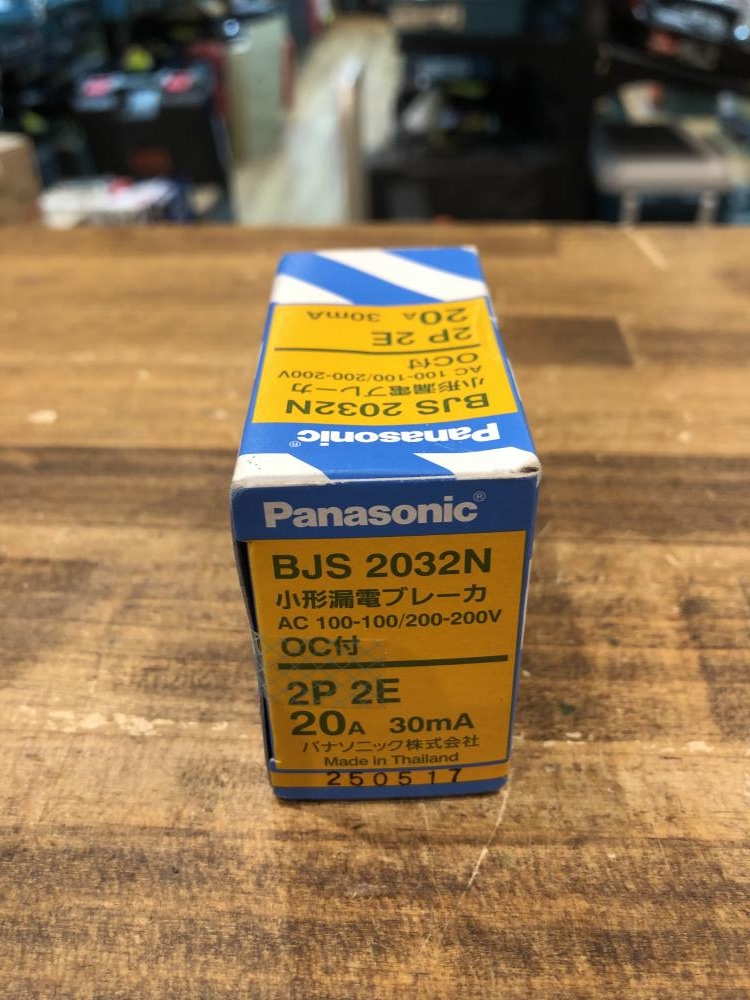 20A 30mA
2P 2E
OC付
AC 100-100/200-200V
小形漏電ブレーカ
BJS 2032N
Panasonic®
Panasonic®
BJS 2032N
小形漏電ブレーカ
AC 100-100/200-200V
OC付
2P 2E
20A 30mA
パナソニック株式会社
Made in Thailand
250517